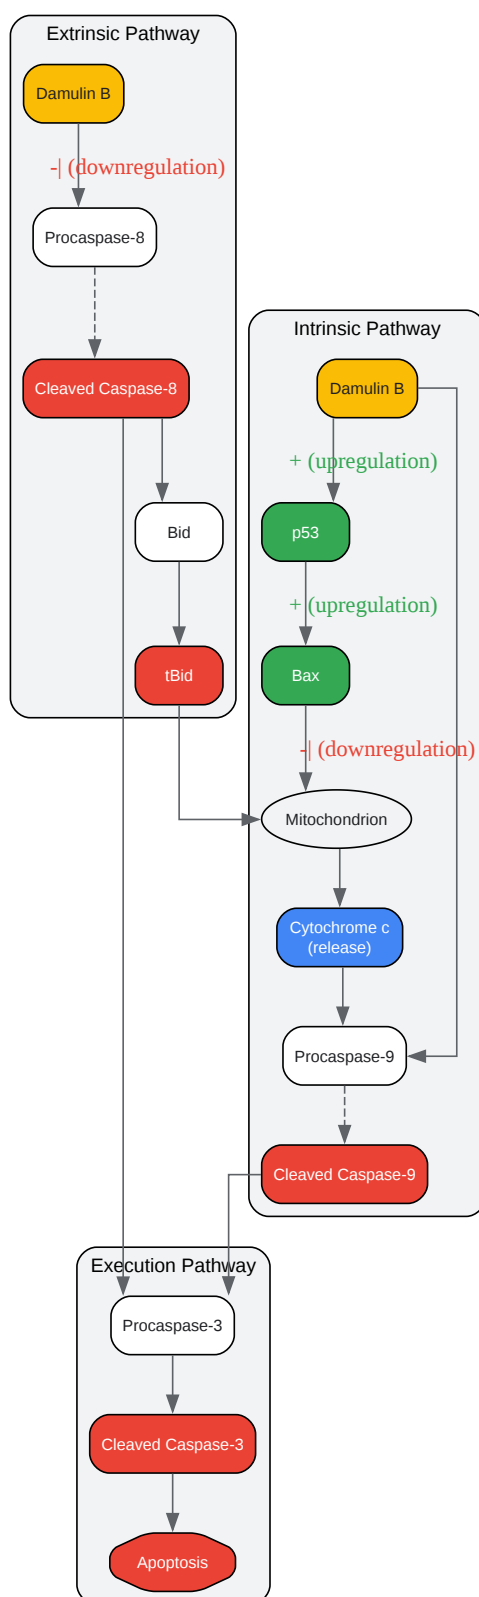 Extrinsic Pathway
Damulin B
-| (downregulation)
Procaspase-8
Cleaved Caspase-8
Bid
tBid
Intrinsic Pathway
Damulin B
+ (upregulation)
p53
+ (upregulation)
Bax
-| (downregulation)
Mitochondrion
Cytochrome c
(release)
Procaspase-9
Cleaved Caspase-9
Execution Pathway
Procaspase-3
Cleaved Caspase-3
Apoptosis